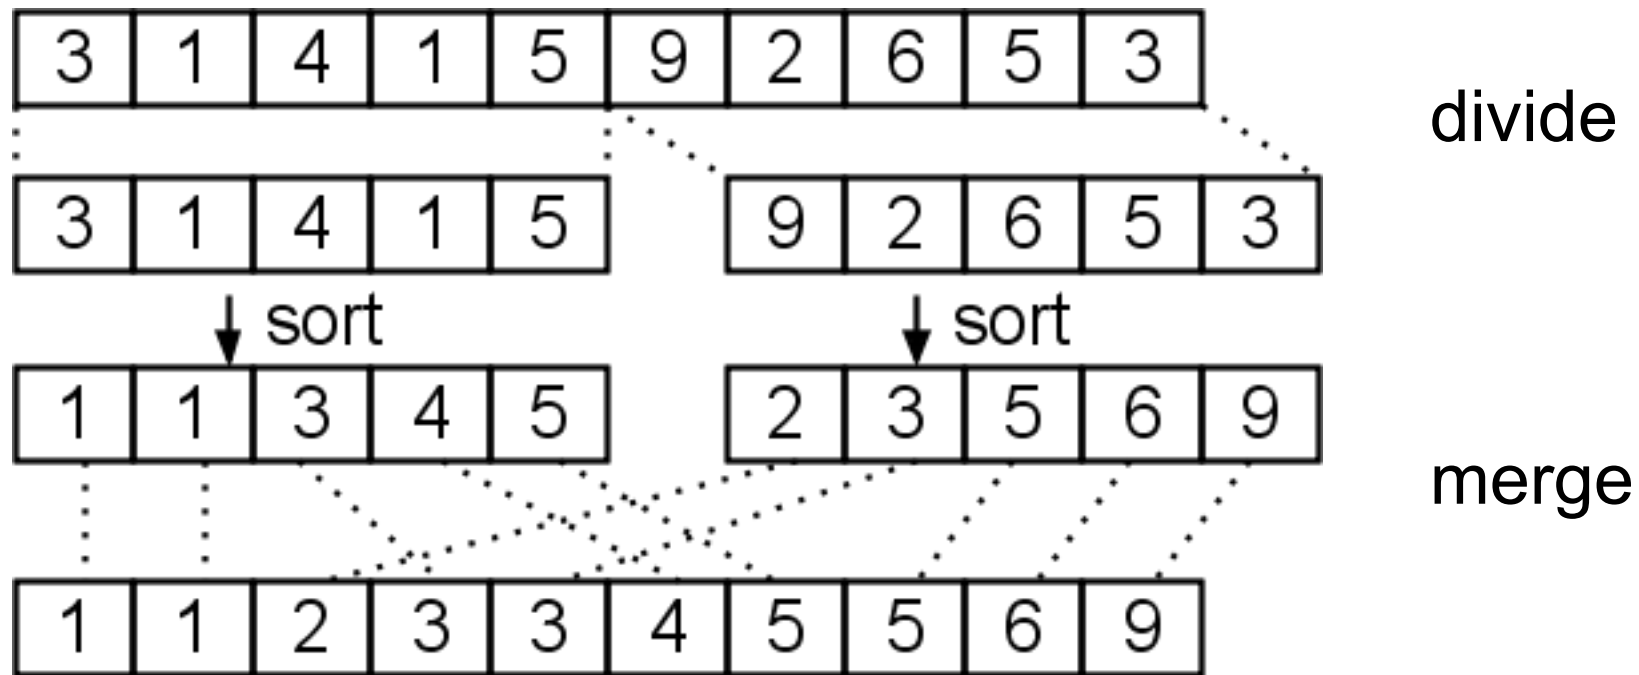 3 1 4 1 5 9 2 6 5 3
divide
3 1 4 1 5 9 2 6 5 3
sort sort
1 1 3 4 5 2 3 5 6 9
merge
1 1 2 3 3 4 5 5 6 9